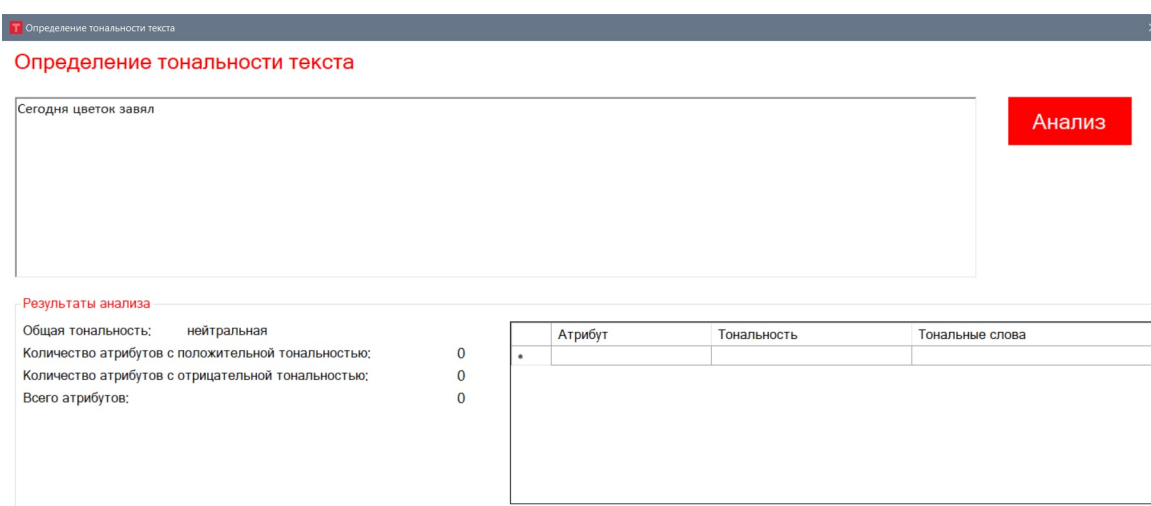 Определение тональности текста
Определение тональности текста
Сегодня цветок завял
Анализ
Результаты анализа
Общая тональность: нейтральная
Количество атрибутов с положительной тональностью: 0
Количество атрибутов с отрицательной тональностью: 0
Всего атрибутов: 0
Атрибут Тональность Тональные слова